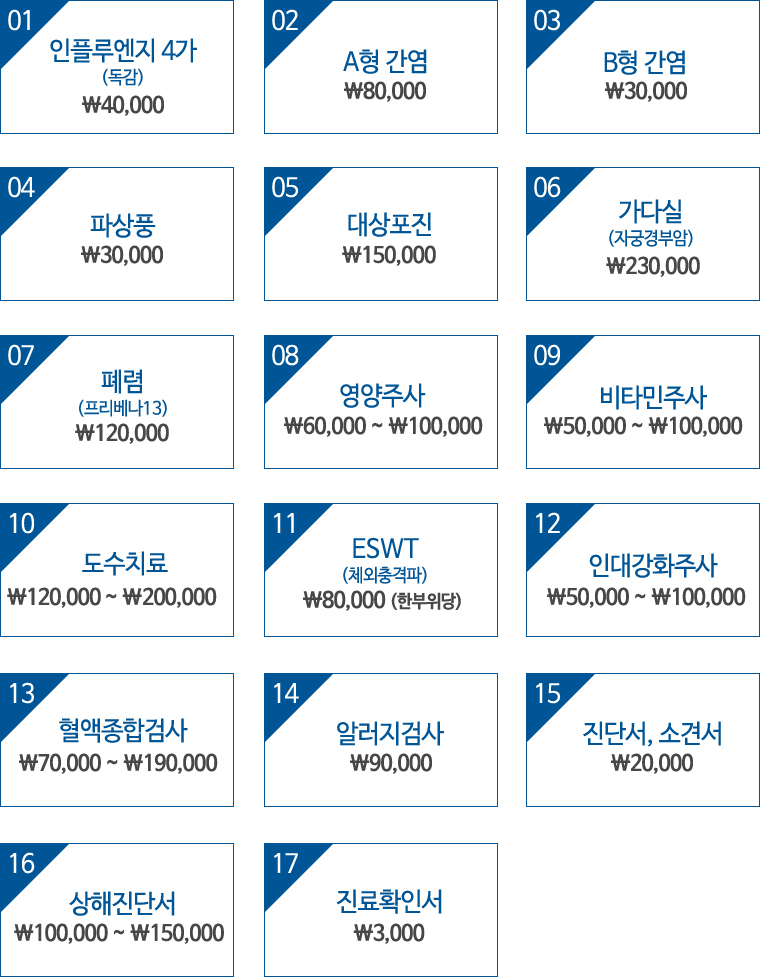 01
인플루엔지 4가
(독감)
₩40,000
02
A형 간염
₩80,000
03
B형 간염
₩30,000
04
파상풍
₩30,000
05
대상포진
₩150,000
06
가다실
(자궁경부암)
₩230,000
07
폐렴
(프리베나13)
₩120,000
08
영양주사
₩60,000 ~ ₩100,000
09
비타민주사
₩50,000 ~ ₩100,000
10
도수치료
₩120,000 ~ ₩200,000
11
ESWT
(체외충격파)
₩80,000 (한부위당)
12
인대강화주사
₩50,000 ~ ₩100,000
13
혈액종합검사
₩70,000 ~ ₩190,000
14
알러지검사
₩90,000
15
진단서, 소견서
₩20,000
16
상해진단서
₩100,000 ~ ₩150,000
17
진료확인서
₩3,000